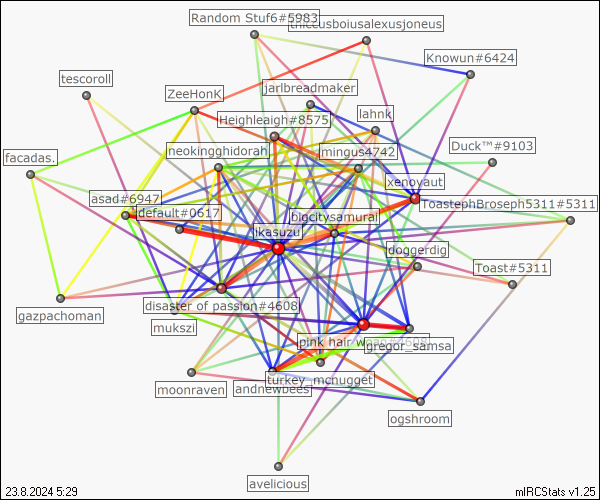 Random Stuf6#5983
thiccusboiusalexusjoneus
Knowun#6424
tescoroll
ZeeHonK
jarlbreadmaker
Heighleaigh#8575
lahnk
Duck™#9103
neokingghidorah
mingus4742
facadas.
xenoyaut
asad#6947
default#0617
bigcitysamurai
ToastephBroseph5311#5311
ikasuzu
doggerdig
Toast#5311
disaster of passion#4608
gazpachoman
mukszi
pink hair
gregor_samsa
moonraven
andnewbees
turkey_mcnugget
ogshroom
avelicious
23.8.2024 5:29
mIRCStats v1.25